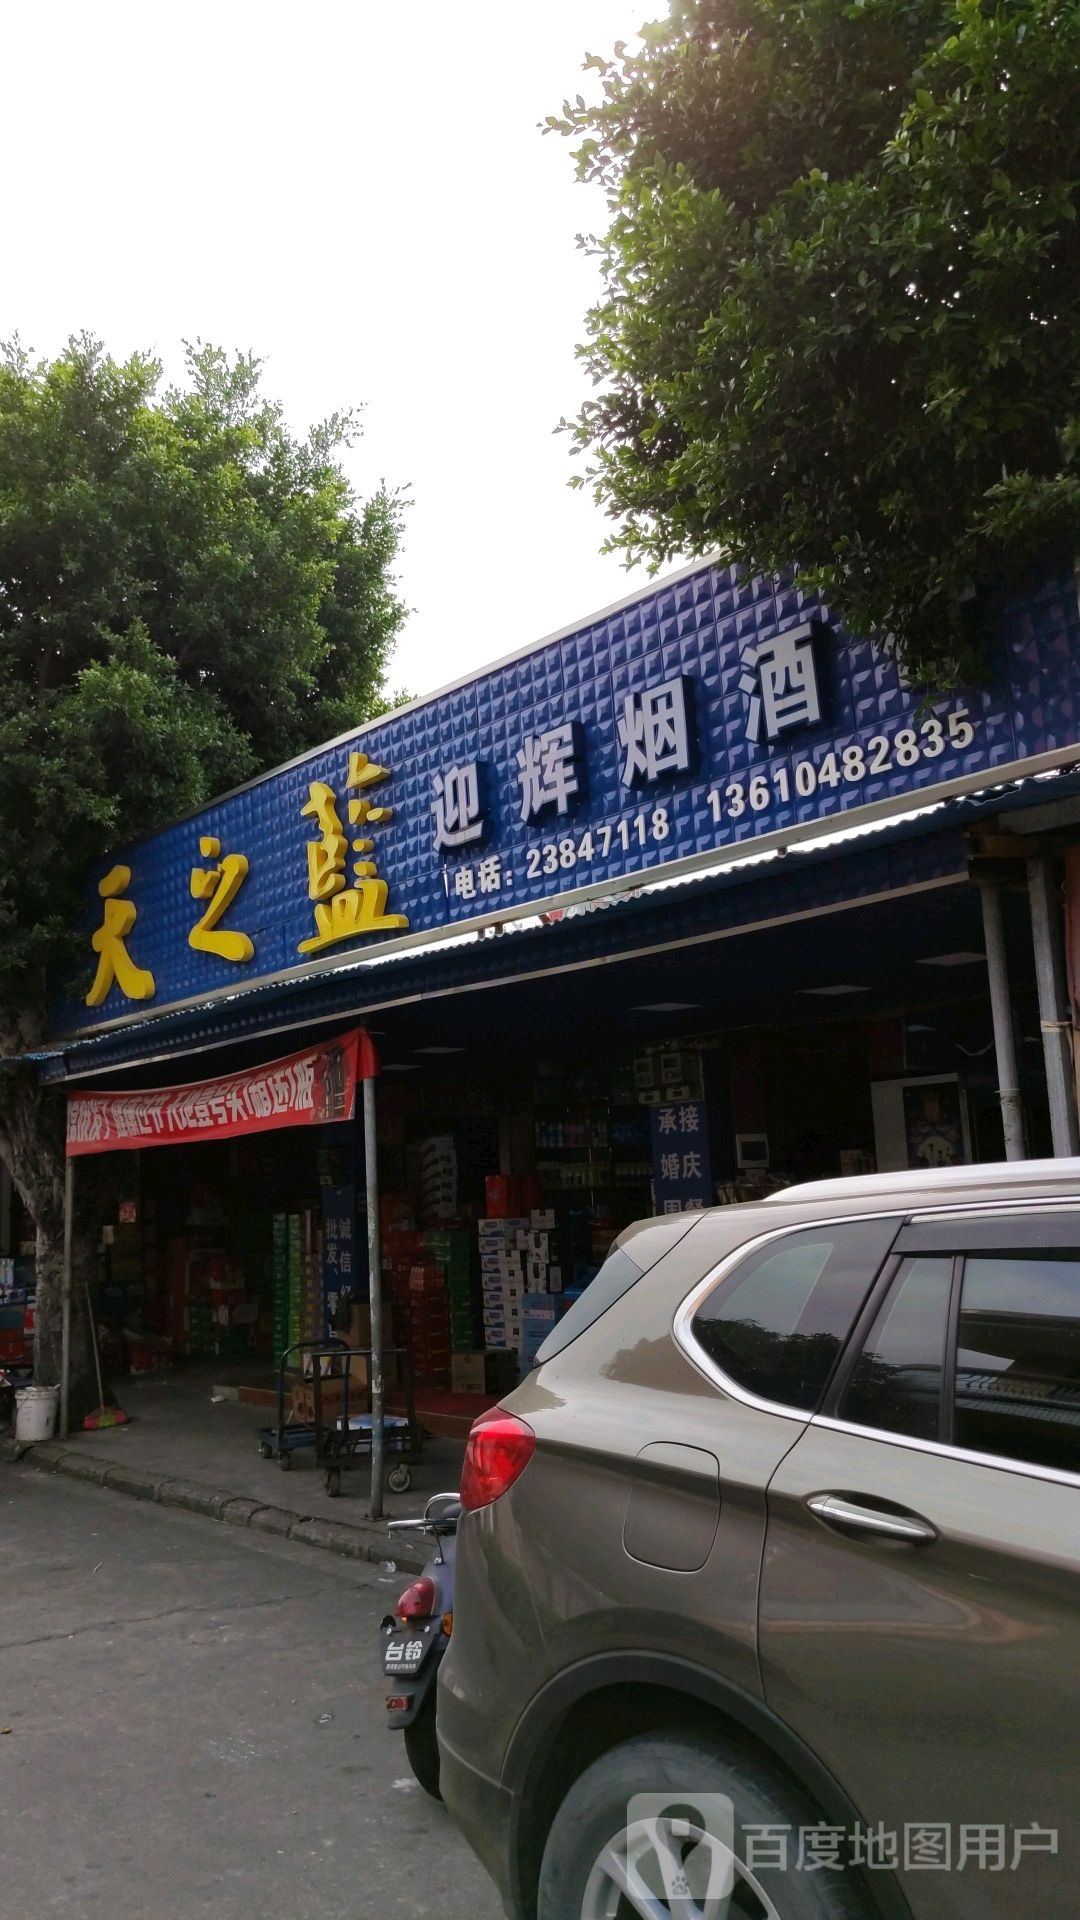 天之蓝
迎辉烟酒
电话：23847118 13610482835
承接
婚庆
诚信
批发、零
台铃
百度地图用户